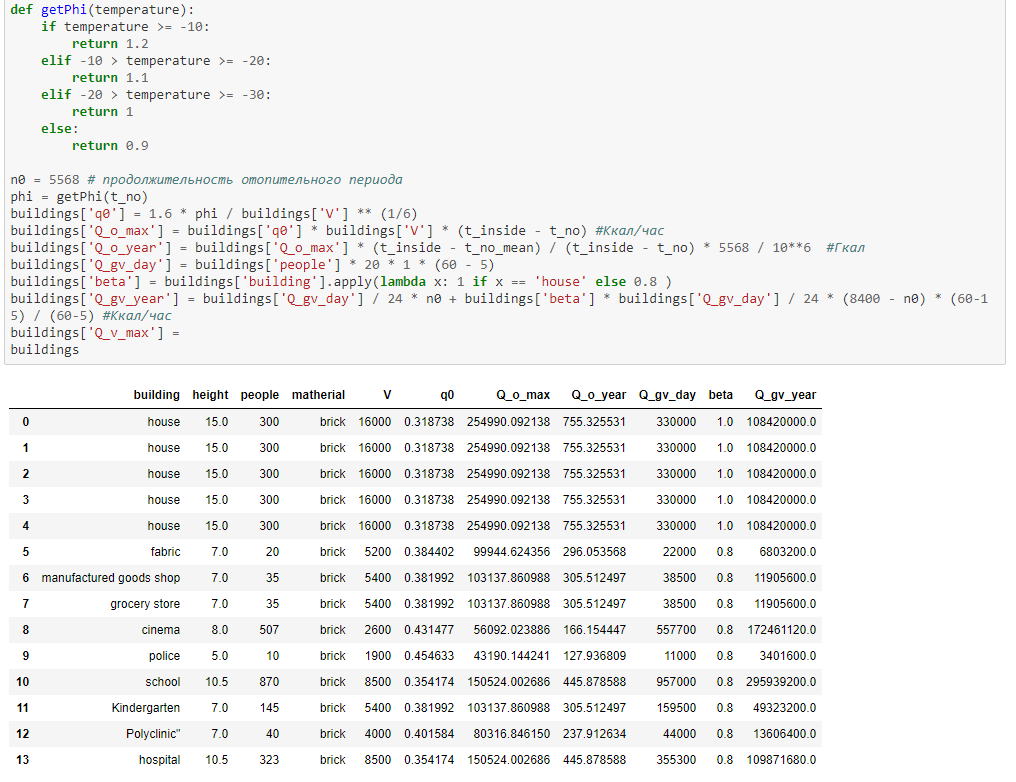 def getPhi(temperature):
    if temperature >= -10:
        return 1.2
    elif -10 > temperature >= -20:
        return 1.1
    elif -20 > temperature >= -30:
        return 1
    else:
        return 0.9
n0 = 5568 # продолжительность отопительного периода
phi = getPhi(t_no)
buildings['q0'] = 1.6 * phi / buildings['V'] ** (1/6)
buildings['Q_o_max'] = buildings['q0'] * buildings['V'] * (t_inside - t_no) #Ккал/час
buildings['Q_o_year'] = buildings['Q_o_max'] * (t_inside - t_no_mean) / (t_inside - t_no) * 5568 / 10**6  #Гкал
buildings['Q_gv_day'] = buildings['people'] * 20 * 1 * (60 - 5)
buildings['beta'] = buildings['building'].apply(lambda x: 1 if x == 'house' else 0.8 )
buildings['Q_gv_year'] = buildings['Q_gv_day'] / 24 * n0 + buildings['beta'] * buildings['Q_gv_day'] / 24 * (8400 - n0) * (60-1
5) / (60-5) #Ккал/час
buildings['Q_v_max'] =
buildings
building height people matherial V q0 Q_o_max Q_o_year Q_gv_day beta Q_gv_year
0 house 15.0 300 brick 16000 0.318738 254990.092138 755.325531 330000 1.0 108420000.0
1 house 15.0 300 brick 16000 0.318738 254990.092138 755.325531 330000 1.0 108420000.0
2 house 15.0 300 brick 16000 0.318738 254990.092138 755.325531 330000 1.0 108420000.0
3 house 15.0 300 brick 16000 0.318738 254990.092138 755.325531 330000 1.0 108420000.0
4 house 15.0 300 brick 16000 0.318738 254990.092138 755.325531 330000 1.0 108420000.0
5 fabric 7.0 20 brick 5200 0.384402 99944.624356 296.053568 22000 0.8 6803200.0
6 manufactured goods shop 7.0 35 brick 5400 0.381992 103137.860988 305.512497 38500 0.8 11905600.0
7 grocery store 7.0 35 brick 5400 0.381992 103137.860988 305.512497 38500 0.8 11905600.0
8 cinema 8.0 507 brick 2600 0.431477 56092.023886 166.154447 557700 0.8 172461120.0
9 police 5.0 10 brick 1900 0.454633 43190.144241 127.936809 11000 0.8 3401600.0
10 school 10.5 870 brick 8500 0.354174 150524.002686 445.878588 957000 0.8 295939200.0
11 Kindergarten 7.0 145 brick 5400 0.381992 103137.860988 305.512497 159500 0.8 49323200.0
12 Polyclinic" 7.0 40 brick 4000 0.401584 80316.846150 237.912634 44000 0.8 13606400.0
13 hospital 10.5 323 brick 8500 0.354174 150524.002686 445.878588 355300 0.8 109871680.0